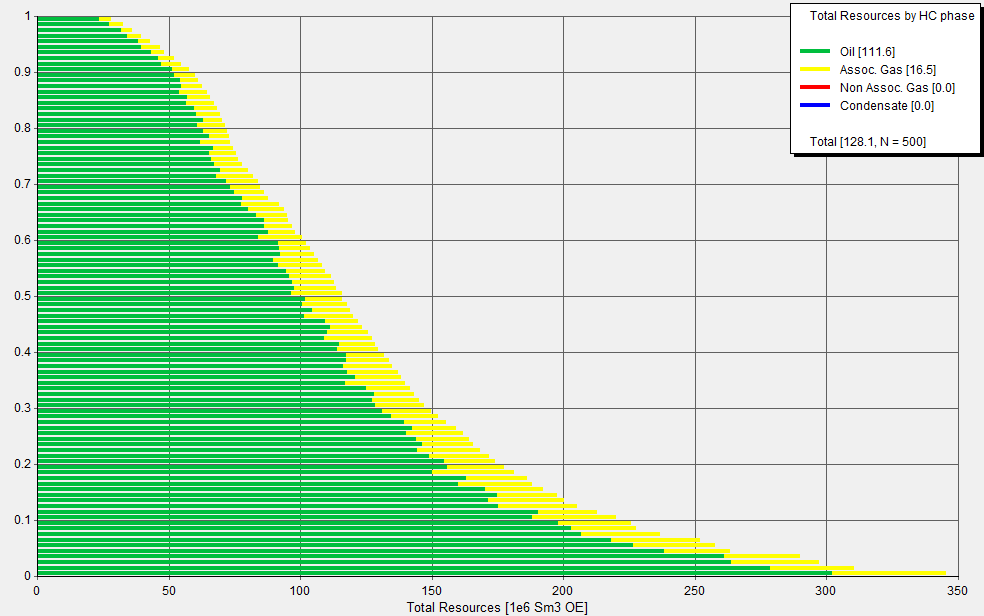 Total Resources by HC phase
Oil [111.6]
Assoc. Gas [16.5]
Non Assoc. Gas [0.0]
Condensate [0.0]
Total [128.1, N = 500]
1
0.9
0.8
0.7
0.6
0.5
0.4
0.3
0.2
0.1
0
0 50 100 150 200 250 300 350
Total Resources [1e6 Sm3 OE]